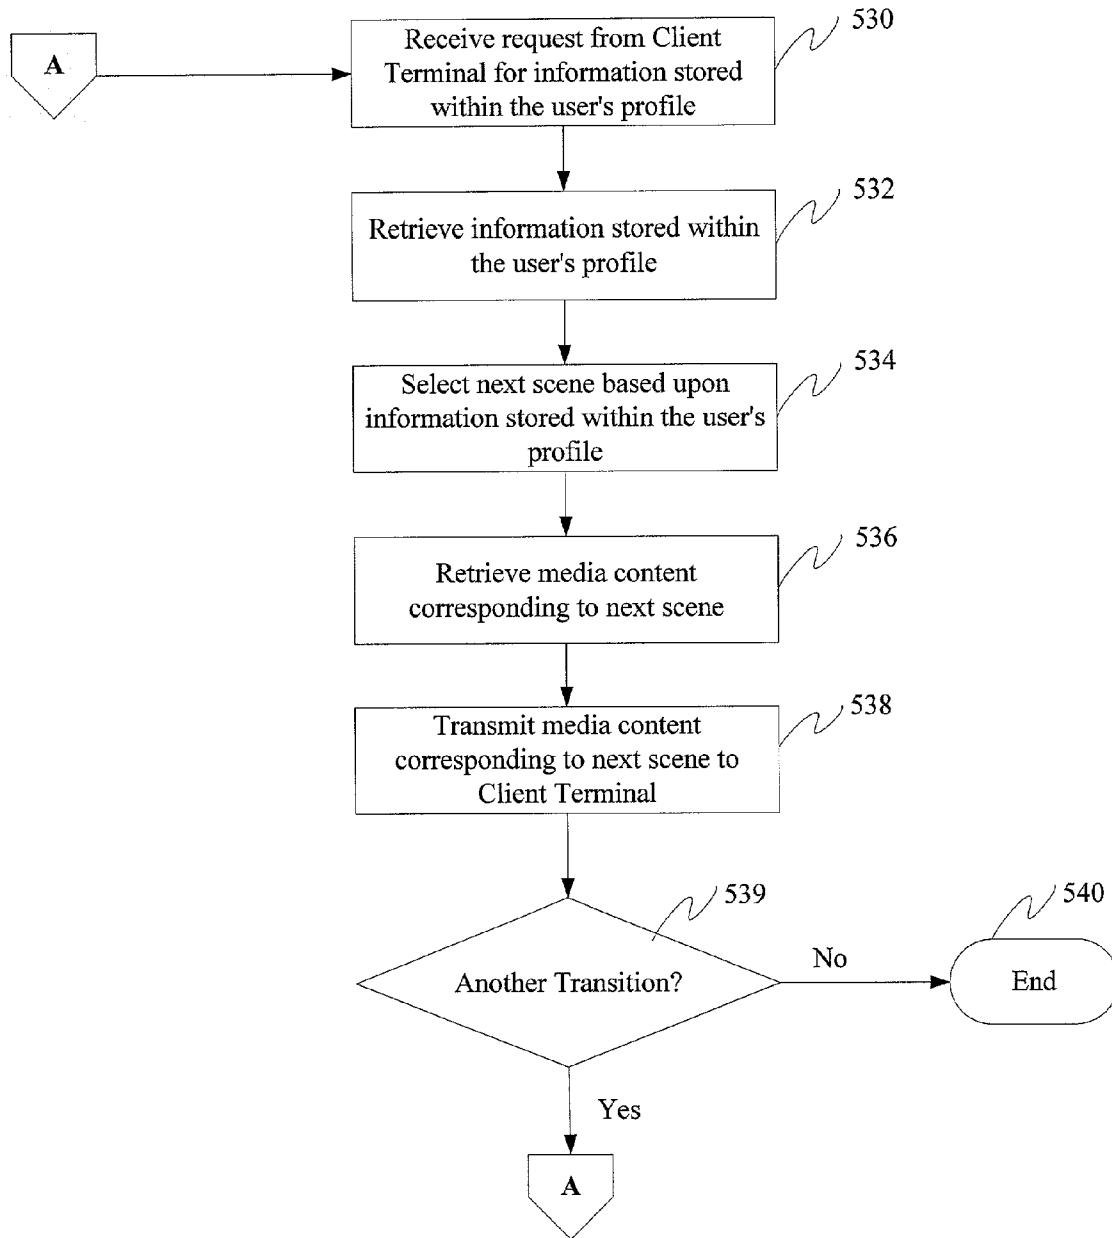 A
Receive request from Client
Terminal for information stored
within the user's profile
530
Retrieve information stored within
the user's profile
532
Select next scene based upon
information stored within the user's
profile
534
Retrieve media content
corresponding to next scene
536
Transmit media content
corresponding to next scene to
Client Terminal
538
Another Transition?
539
No
End
540
Yes
A